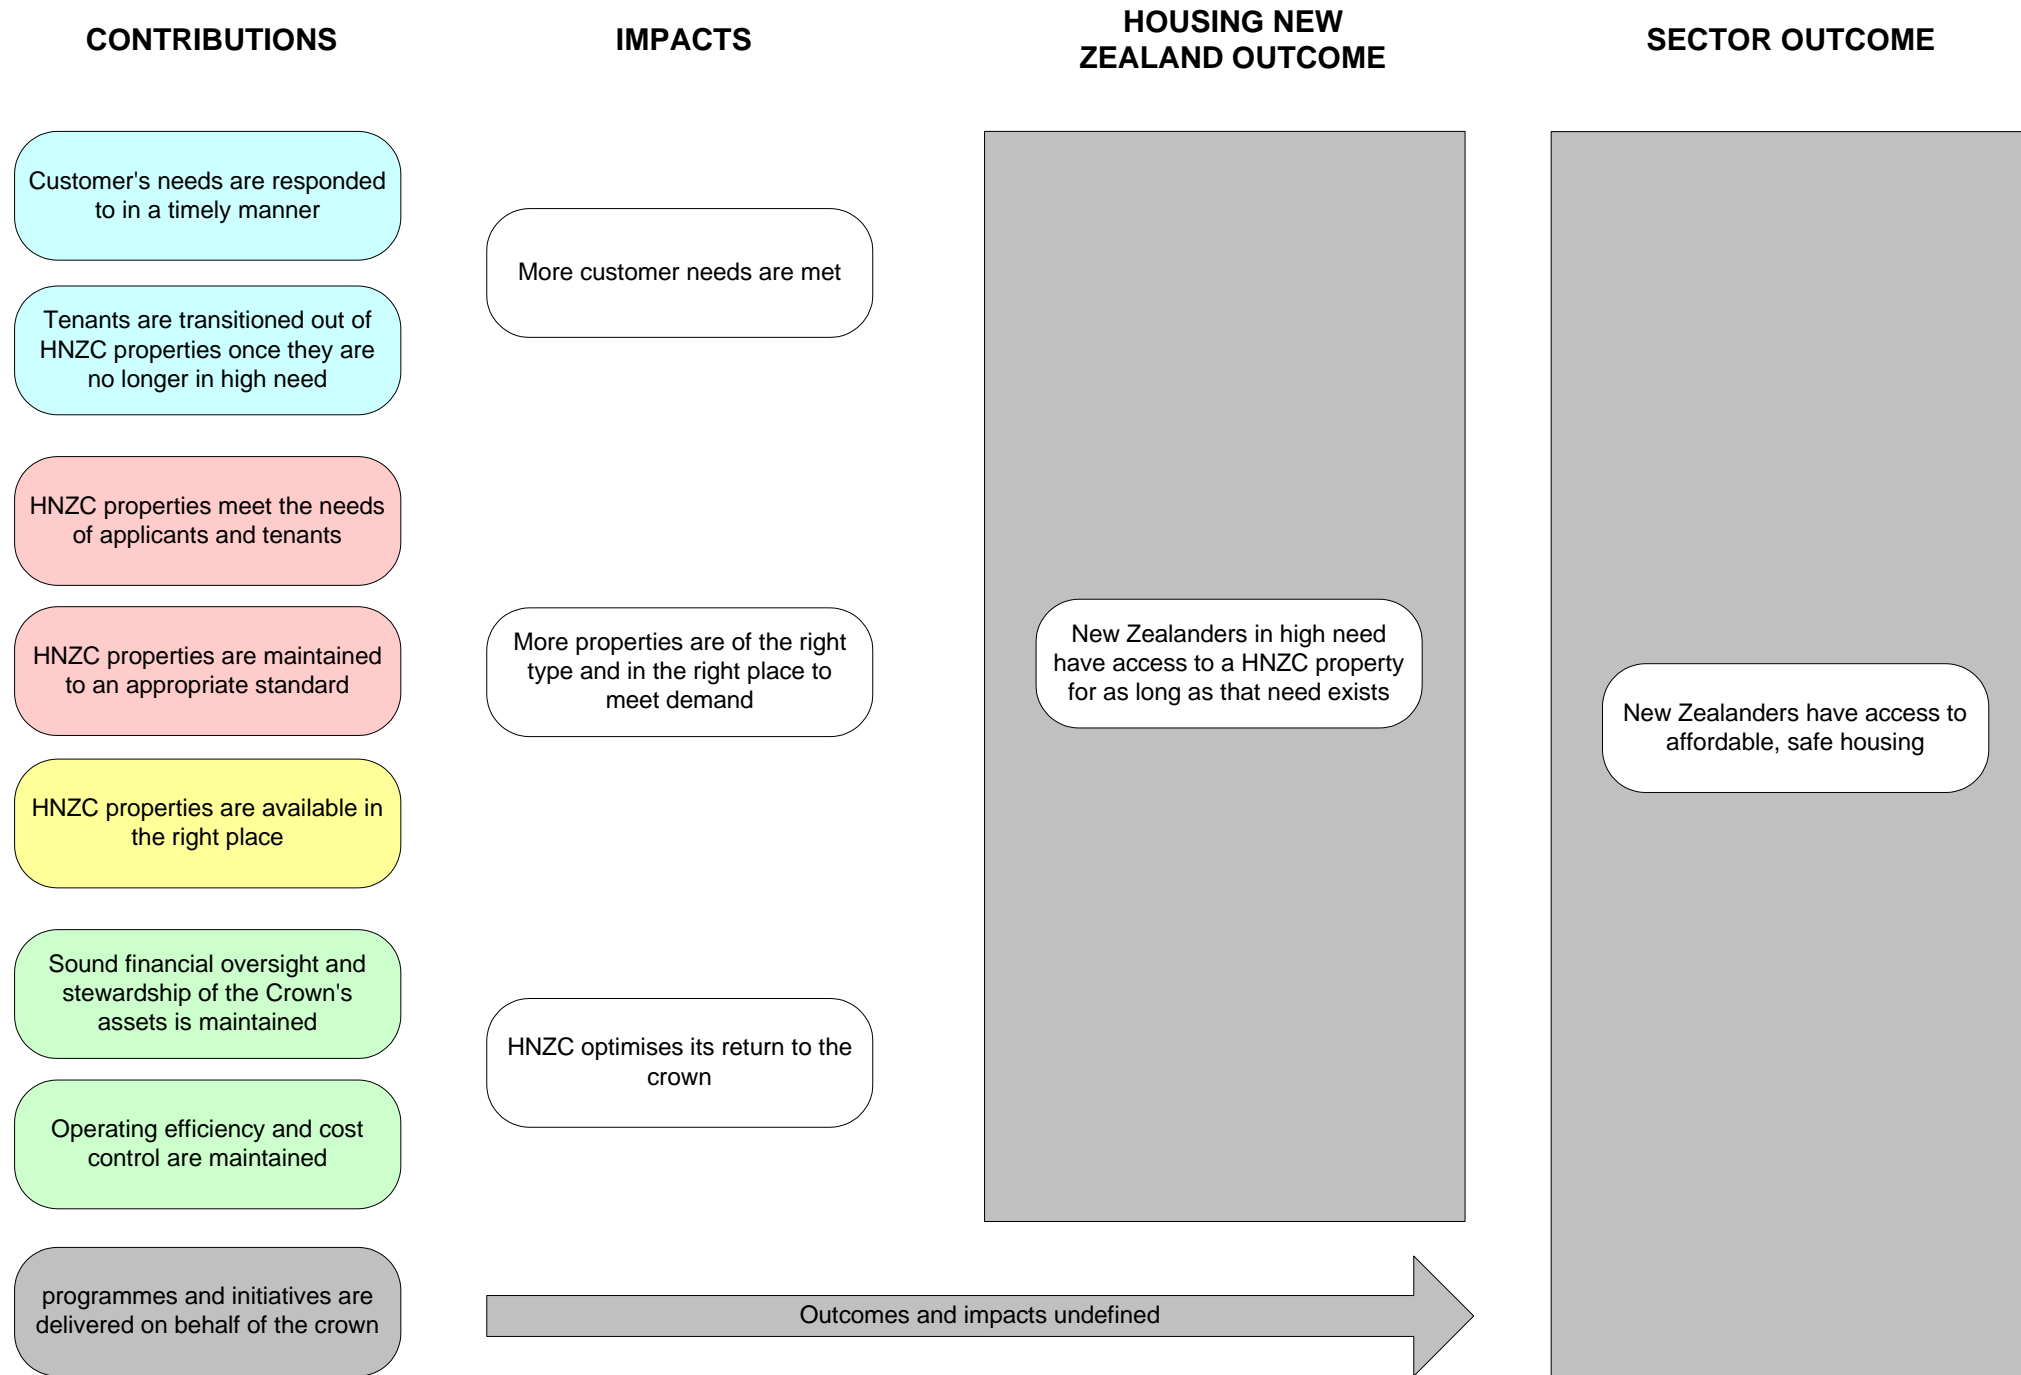 CONTRIBUTIONS
IMPACTS
HOUSING NEW
ZEALAND OUTCOME
SECTOR OUTCOME
Customer's needs are responded
to in a timely manner
Tenants are transitioned out of
HNZC properties once they are
no longer in high need
HNZC properties meet the needs
of applicants and tenants
HNZC properties are maintained
to an appropriate standard
HNZC properties are available in
the right place
Sound financial oversight and
stewardship of the Crown's
assets is maintained
Operating efficiency and cost
control are maintained
programmes and initiatives are
delivered on behalf of the crown
More customer needs are met
More properties are of the right
type and in the right place to
meet demand
HNZC optimises its return to the
crown
Outcomes and impacts undefined
New Zealanders in high need
have access to a HNZC property
for as long as that need exists
New Zealanders have access to
affordable, safe housing